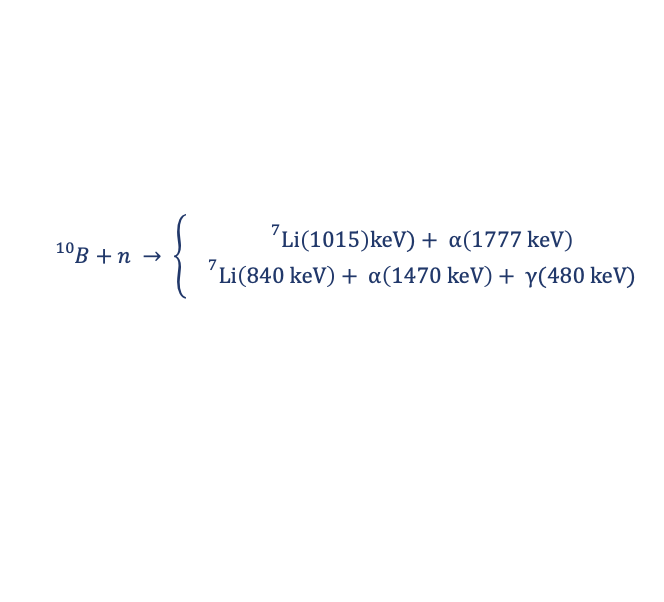 ¹⁰B + n → {
⁷Li(1015)keV) + α(1777 keV)
⁷Li(840 keV) + α(1470 keV) + γ(480 keV)